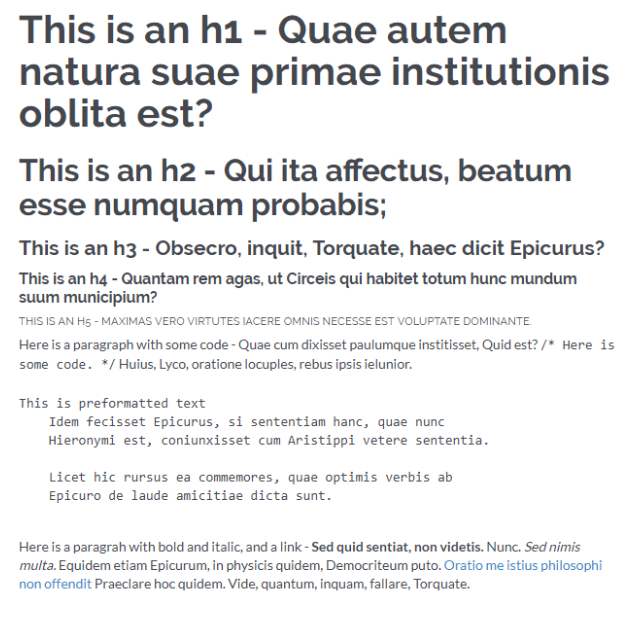 This is an h1 - Quae autem
natura suae primae institutionis
oblita est?
This is an h2 - Qui ita affectus, beatum
esse numquam probabis;
This is an h3 - Obsecro, inquit, Torquate, haec dicit Epicurus?
This is an h4 - Quantam rem agas, ut Circeis qui habitet totum hunc mundum
suum municipium?
THIS IS AN H5 - MAXIMAS VERO VIRTUTES IACERE OMNIS NECESSE EST VOLUPTATE DOMINANTE.
Here is a paragraph with some code - Quae cum dixisset paulumque institisset, Quid est? /* Here is
some code. */ Huius, Lyco, oratione locuples, rebus ipsis ielunior.
This is preformatted text
    Idem fecisset Epicurus, si sententiam hanc, quae nunc
    Hieronymi est, coniunxisset cum Aristippi vetere sententia.
    Licet hic rursus ea commemores, quae optimis verbis ab
    Epicuro de laude amicitiae dicta sunt.
Here is a paragrah with bold and italic, and a link - Sed quid sentiat, non videtis. Nunc. Sed nimis
multa. Equidem etiam Epicurum, in physicis quidem, Democriteum puto. Oratio me istius philosophi
non offendit Praeclare hoc quidem. Vide, quantum, inquam, fallare, Torquate.